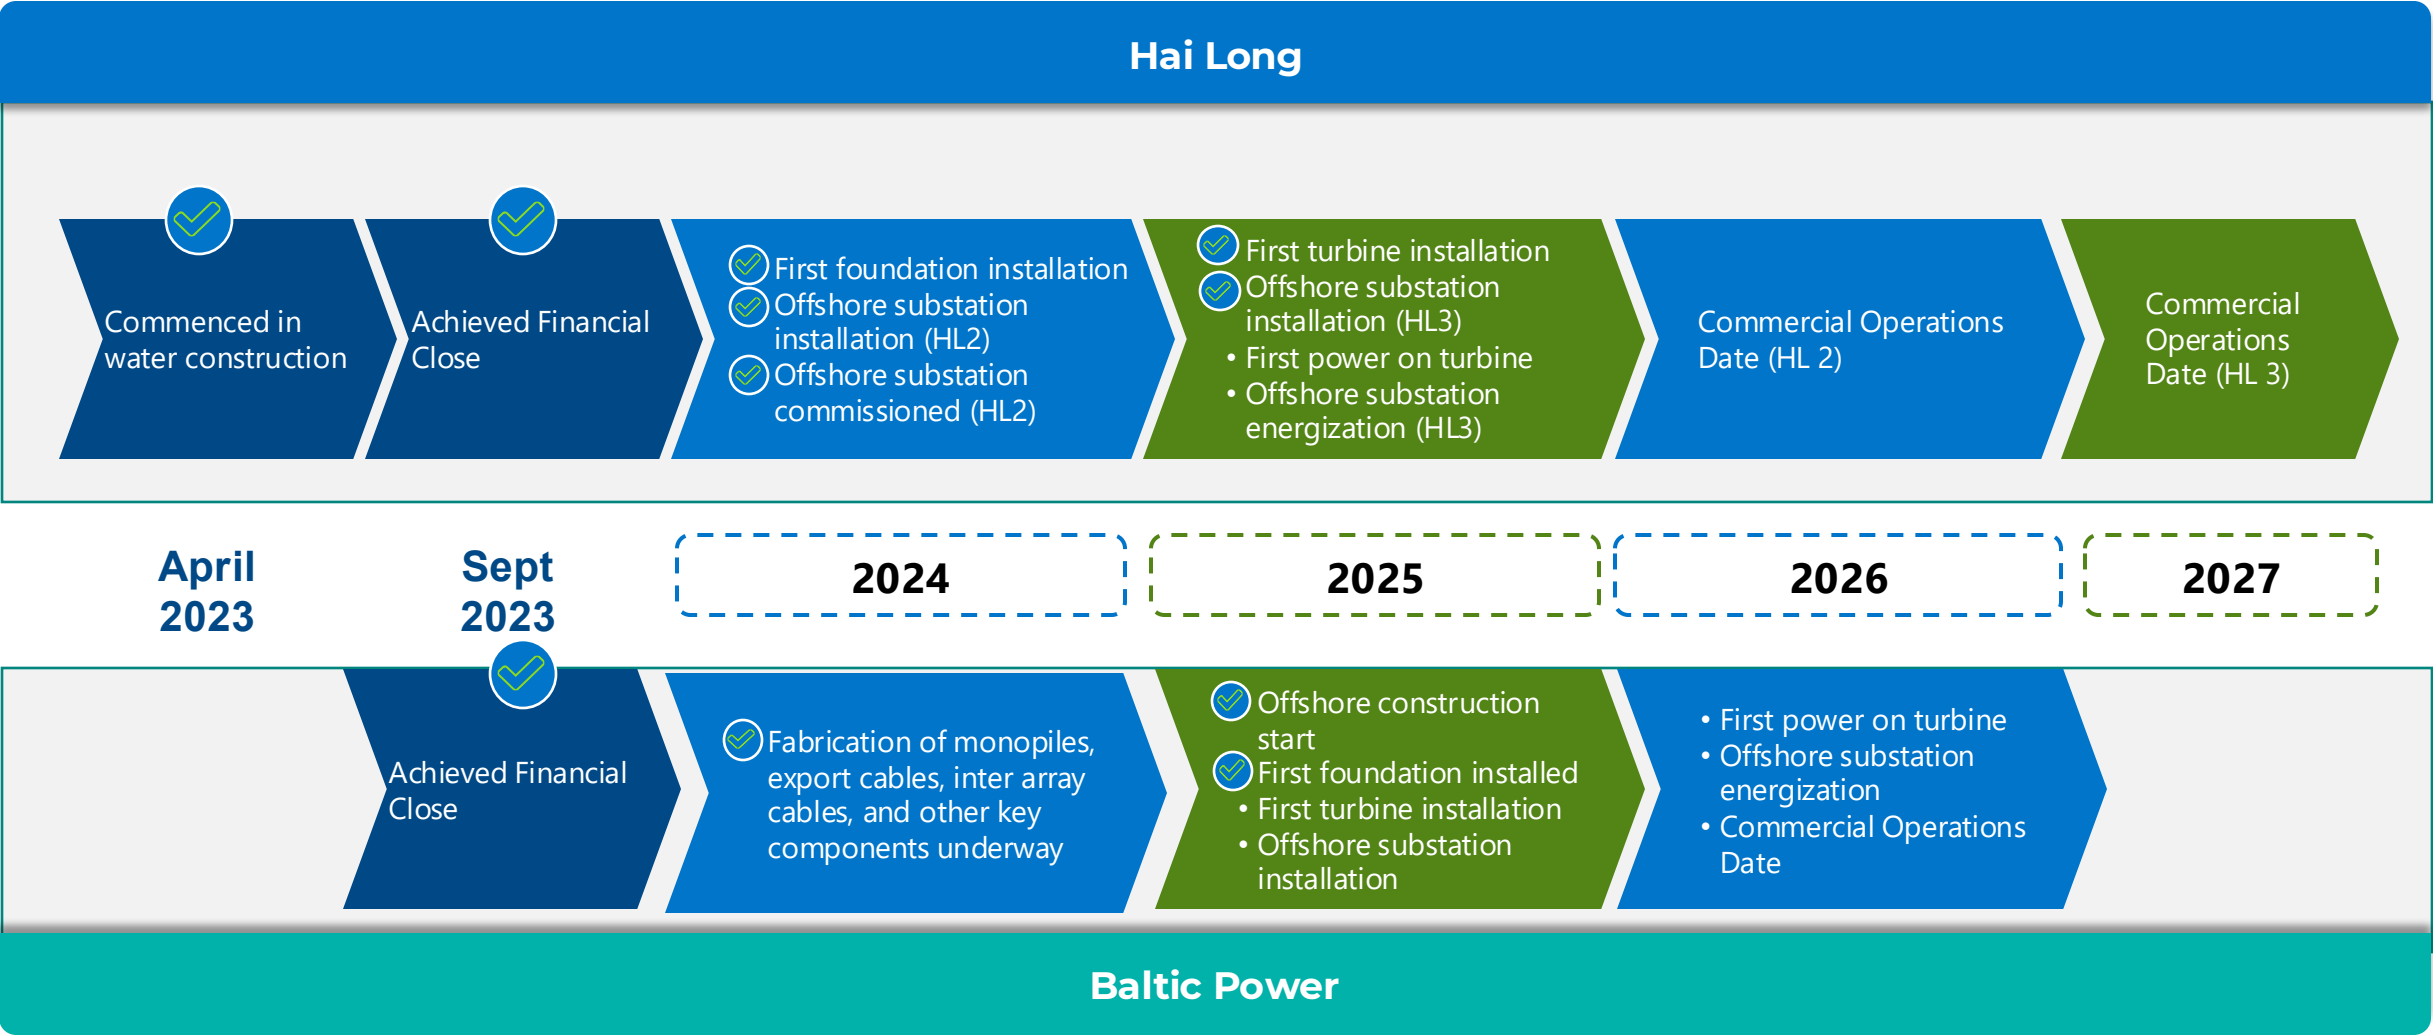 Hai Long
Commenced in
water construction
Achieved Financial
Close
First foundation installation
Offshore substation
installation (HL2)
Offshore substation
commissioned (HL2)
First turbine installation
Offshore substation
installation (HL3)
• First power on turbine
• Offshore substation
energization (HL3)
Commercial Operations
Date (HL 2)
Commercial
Operations
Date (HL 3)
April
2023
Sept
2023
2024
2025
2026
2027
Achieved Financial
Close
Fabrication of monopiles,
export cables, inter array
cables, and other key
components underway
Offshore construction
start
First foundation installed
• First turbine installation
• Offshore substation
installation
• First power on turbine
• Offshore substation
energization
• Commercial Operations
Date
Baltic Power